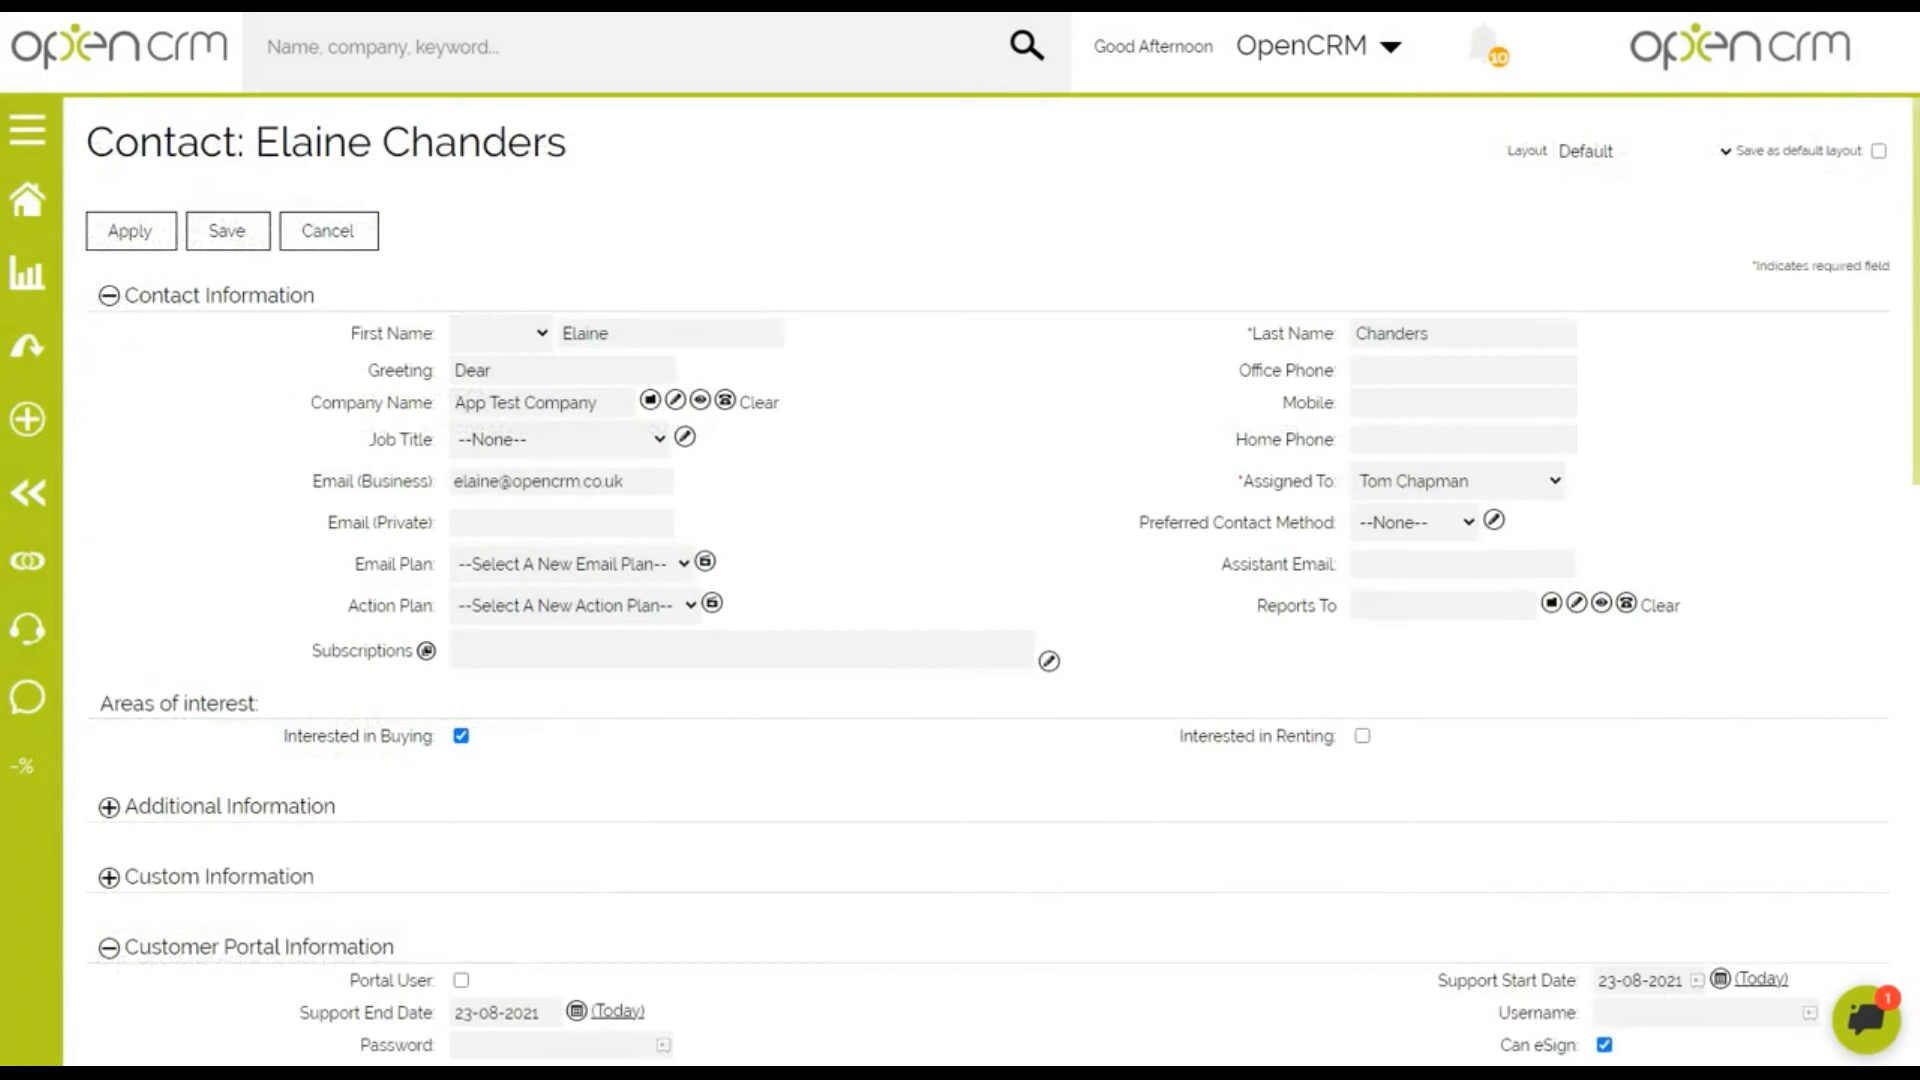 opencrm
Name, company, keyword...
Good Afternoon OpenCRM
10
opencrm
Contact: Elaine Chanders
Layout Default Save as default layout
Apply Save Cancel
*Indicates required field
Contact Information
First Name: Elaine *Last Name: Chanders
Greeting: Dear Office Phone:
Company Name: App Test Company Clear Mobile:
Job Title: --None-- Home Phone:
Email (Business): elaine@opencrm.co.uk *Assigned To: Tom Chapman
Email (Private): Preferred Contact Method: --None--
Email Plan: --Select A New Email Plan-- Assistant Email:
Action Plan: --Select A New Action Plan-- Reports To Clear
Subscriptions
Areas of interest:
Interested in Buying: Interested in Renting:
-%
Additional Information
Custom Information
Customer Portal Information
Portal User: Support Start Date: 23-08-2021 (Today)
Support End Date: 23-08-2021 (Today) Username:
Password: Can eSign:
1